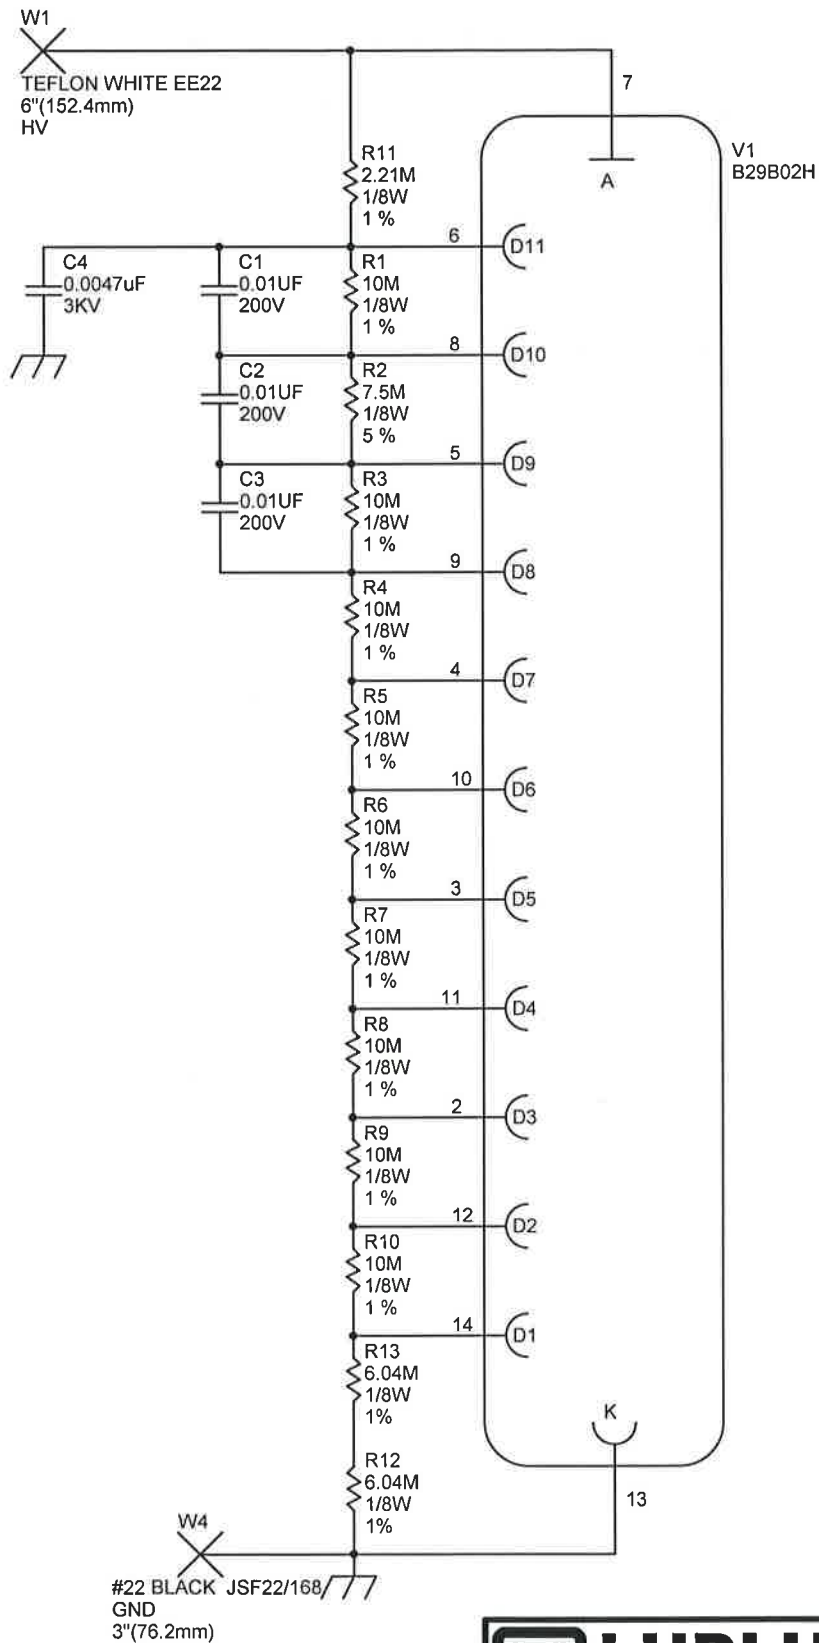 W1
TEFLON WHITE EE22
6"(152.4mm)
HV
7
V1
B29B02H
A
R11
2.21M
1/8W
1 %
6
D11
C4
0.0047uF
3KV
C1
0.01UF
200V
R1
10M
1/8W
1 %
8
D10
C2
0.01UF
200V
R2
7.5M
1/8W
5 %
5
D9
C3
0.01UF
200V
R3
10M
1/8W
1 %
9
D8
R4
10M
1/8W
1 %
4
D7
R5
10M
1/8W
1 %
10
D6
R6
10M
1/8W
1 %
3
D5
R7
10M
1/8W
1 %
11
D4
R8
10M
1/8W
1 %
2
D3
R9
10M
1/8W
1 %
12
D2
R10
10M
1/8W
1 %
14
D1
R13
6.04M
1/8W
1%
K
R12
6.04M
1/8W
1%
13
W4
#22 BLACK JSF22/168
GND
3"(76.2mm)